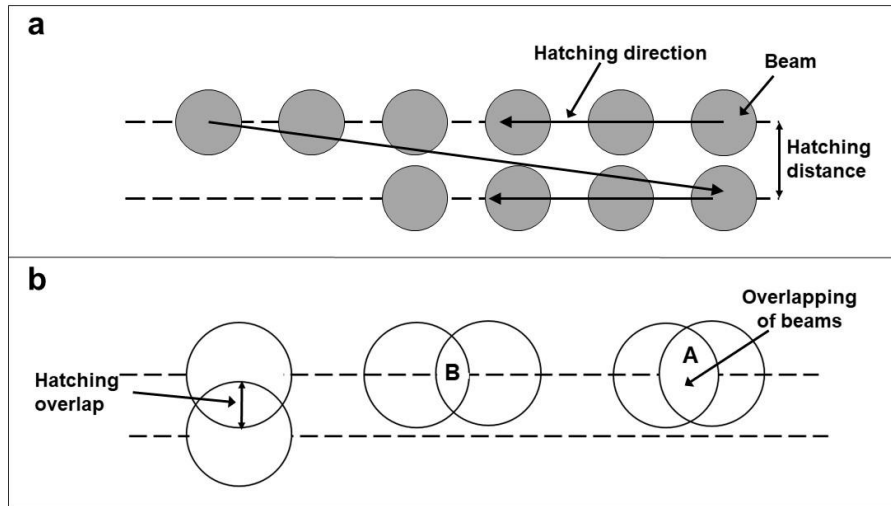 a
Hatching direction
Beam
Hatching
distance
b
Overlapping
of beams
A
B
Hatching
overlap